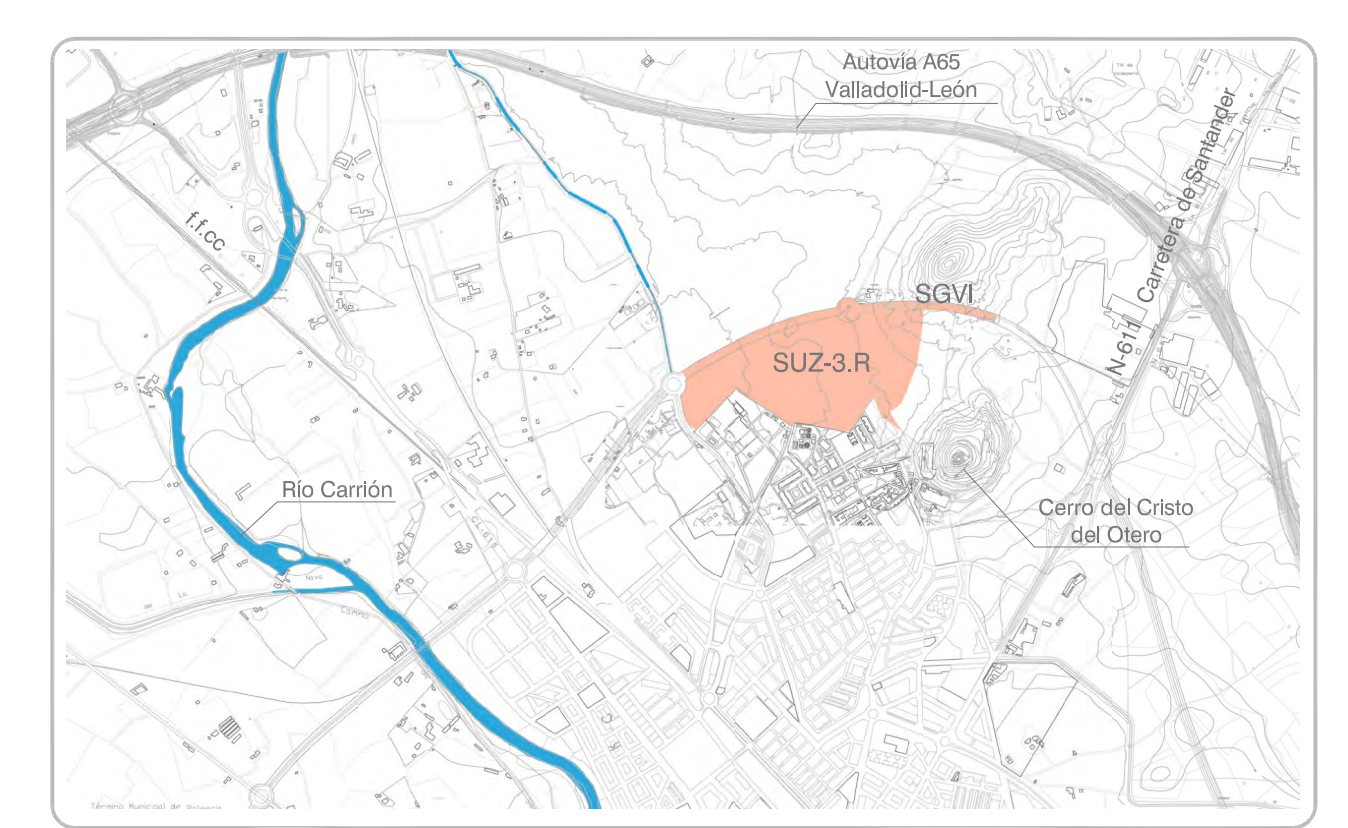 Autovía A65
Valladolid-León
N-611 Carretera de Santander
f.f.cc
SGVI
SUZ-3.R
Río Carrión
Cerro del Cristo
del Otero
CL-615
Camino
Término Municipal de Palencia